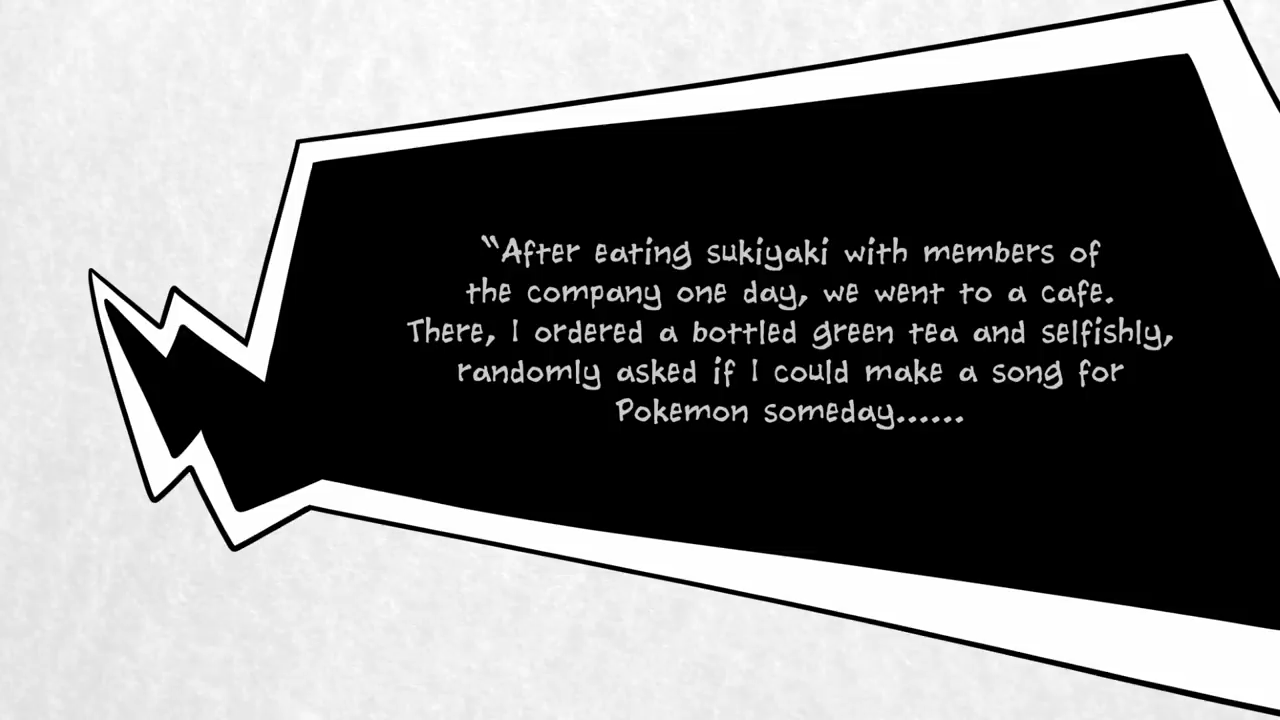 “After eating sukiyaki with members of
the company one day, we went to a cafe.
There, I ordered a bottled green tea and selfishly,
randomly asked if I could make a song for
Pokemon someday......